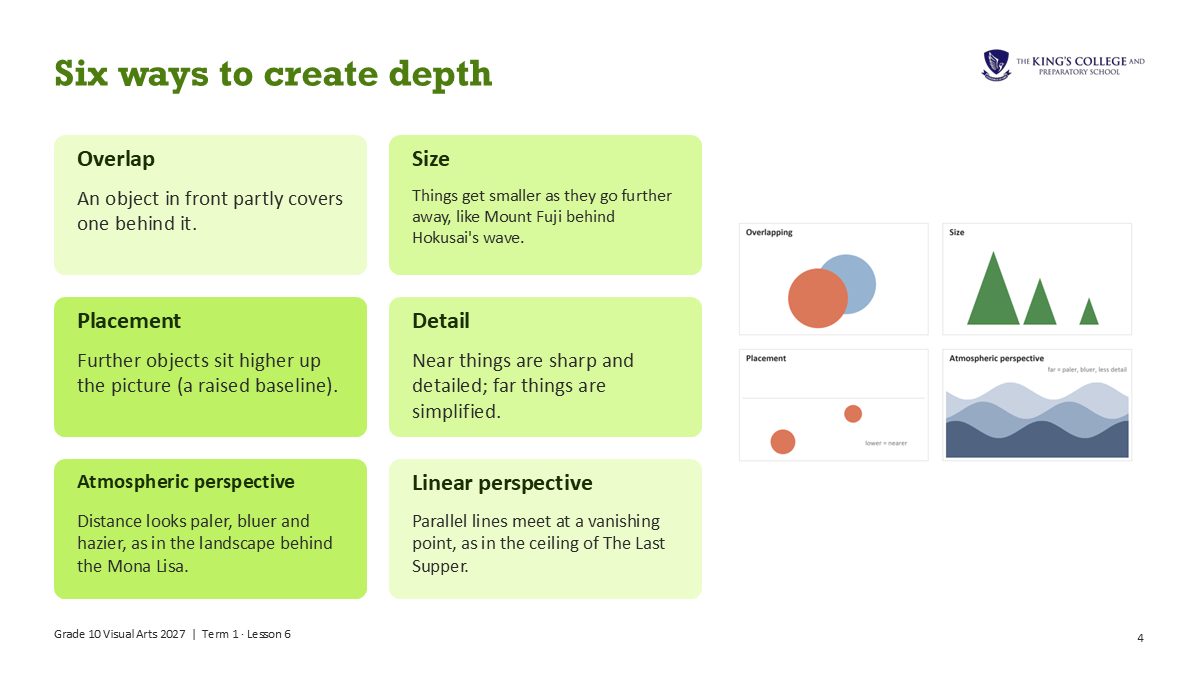 Six ways to create depth
THE KING'S COLLEGE AND
PREPARATORY SCHOOL
Overlap
An object in front partly covers
one behind it.
Size
Things get smaller as they go further
away, like Mount Fuji behind
Hokusai's wave.
Placement
Further objects sit higher up
the picture (a raised baseline).
Detail
Near things are sharp and
detailed; far things are
simplified.
Atmospheric perspective
Distance looks paler, bluer and
hazier, as in the landscape behind
the Mona Lisa.
Linear perspective
Parallel lines meet at a vanishing
point, as in the ceiling of The Last
Supper.
Overlapping
Size
Placement
lower = nearer
Atmospheric perspective
far = paler, bluer, less detail
Grade 10 Visual Arts 2027 | Term 1 · Lesson 6
4